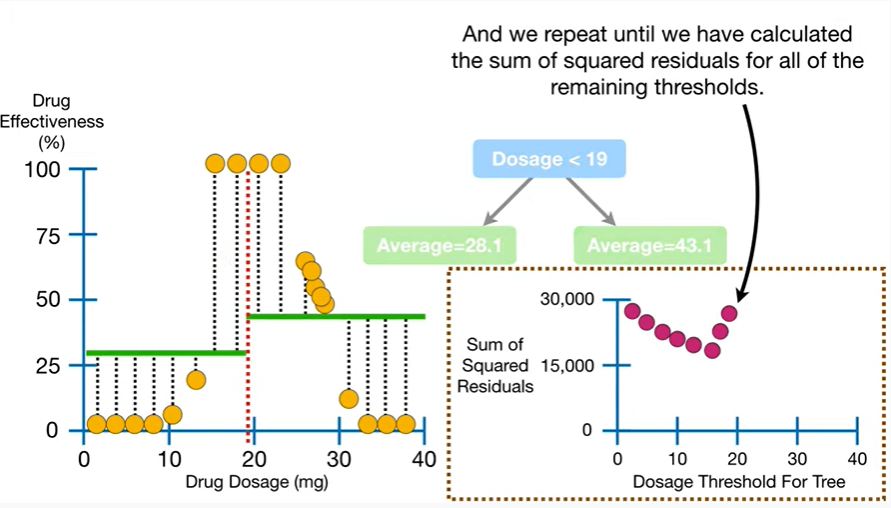 And we repeat until we have calculated
the sum of squared residuals for all of the
remaining thresholds.
Drug
Effectiveness
(%)
100
75
50
25
0
0
10
20
30
40
Drug Dosage (mg)
Dosage < 19
Average=28.1
Average=43.1
Sum of
Squared
Residuals
30,000
15,000
0
0
10
20
30
40
Dosage Threshold For Tree